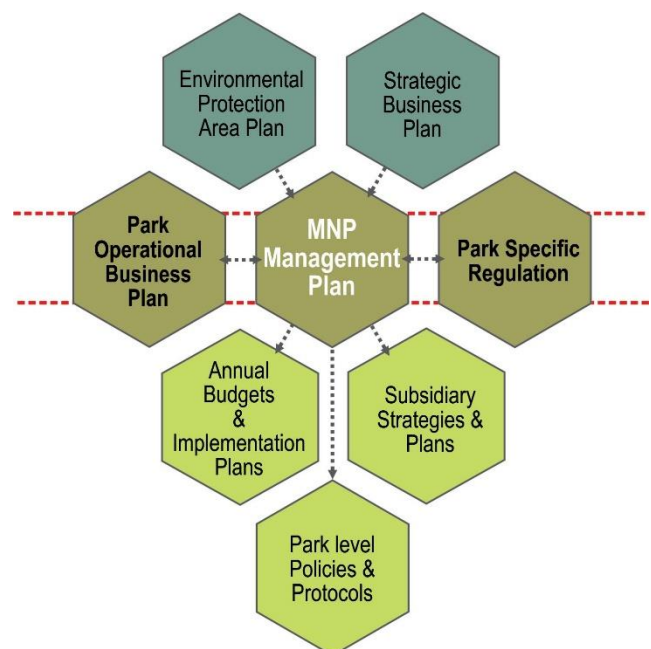 Environmental
Protection
Area Plan
Strategic
Business
Plan
Park
Operational
Business
Plan
MNP
Management
Plan
Park Specific
Regulation
Annual
Budgets
&
Implementation
Plans
Subsidiary
Strategies &
Plans
Park level
Policies &
Protocols